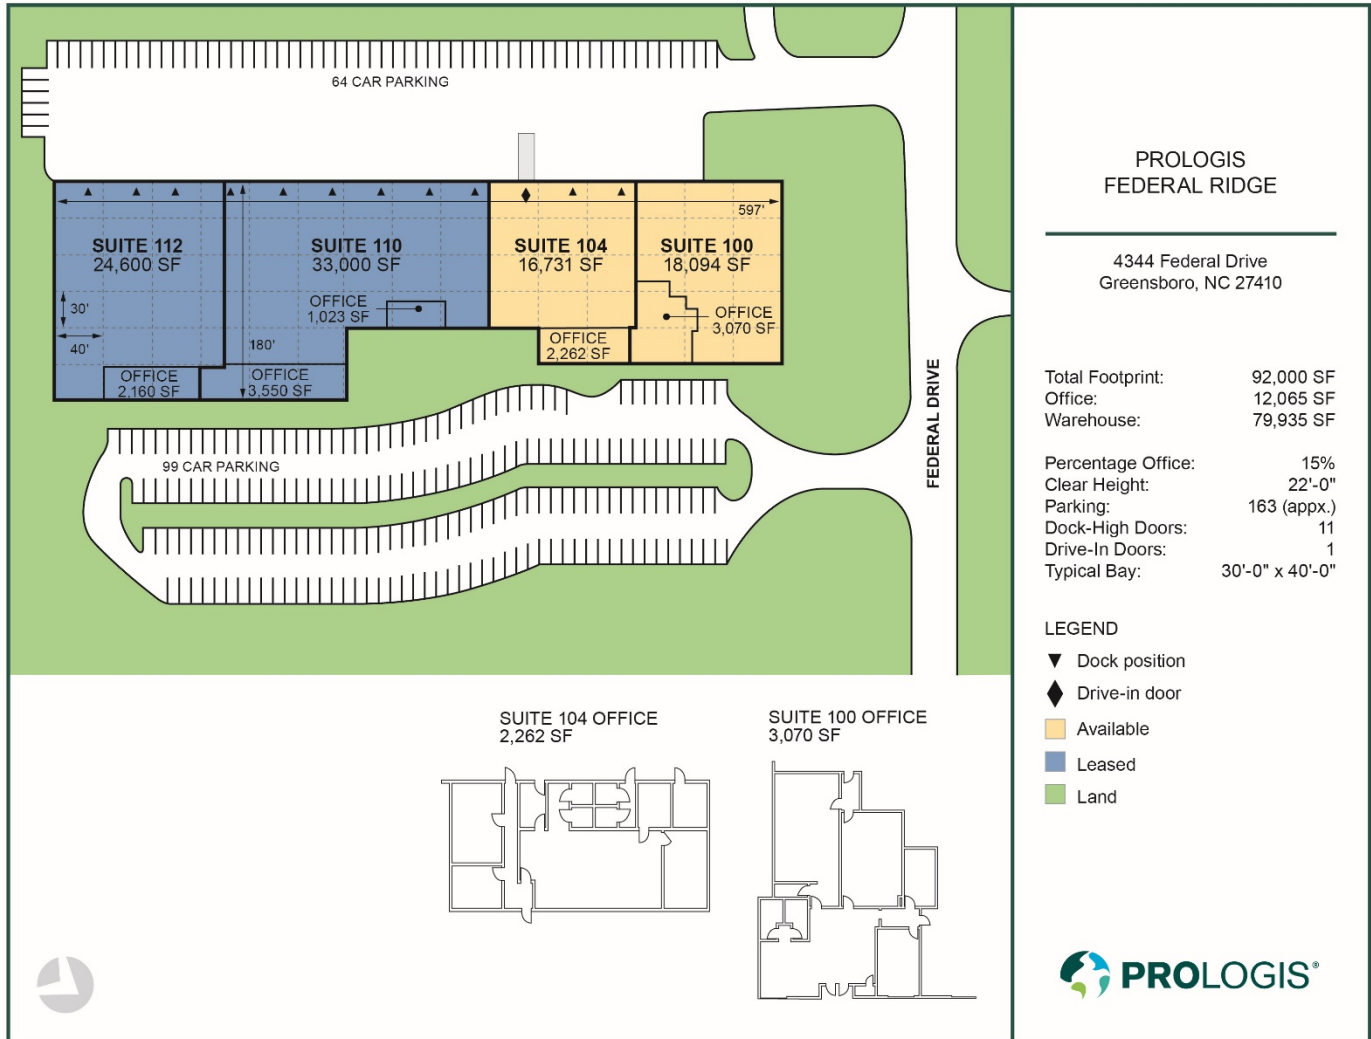 64 CAR PARKING
597'
SUITE 112
24,600 SF
SUITE 110
33,000 SF
SUITE 104
16,731 SF
SUITE 100
18,094 SF
30'
40'
180'
OFFICE
1,023 SF
OFFICE
3,070 SF
OFFICE
2,262 SF
OFFICE
2,160 SF
OFFICE
3,550 SF
99 CAR PARKING
FEDERAL DRIVE
SUITE 104 OFFICE
2,262 SF
SUITE 100 OFFICE
3,070 SF
PROLOGIS
FEDERAL RIDGE
4344 Federal Drive
Greensboro, NC 27410
Total Footprint: 92,000 SF
Office: 12,065 SF
Warehouse: 79,935 SF
Percentage Office: 15%
Clear Height: 22'-0"
Parking: 163 (appx.)
Dock-High Doors: 11
Drive-In Doors: 1
Typical Bay: 30'-0" x 40'-0"
LEGEND
Dock position
Drive-in door
Available
Leased
Land
PROLOGIS®